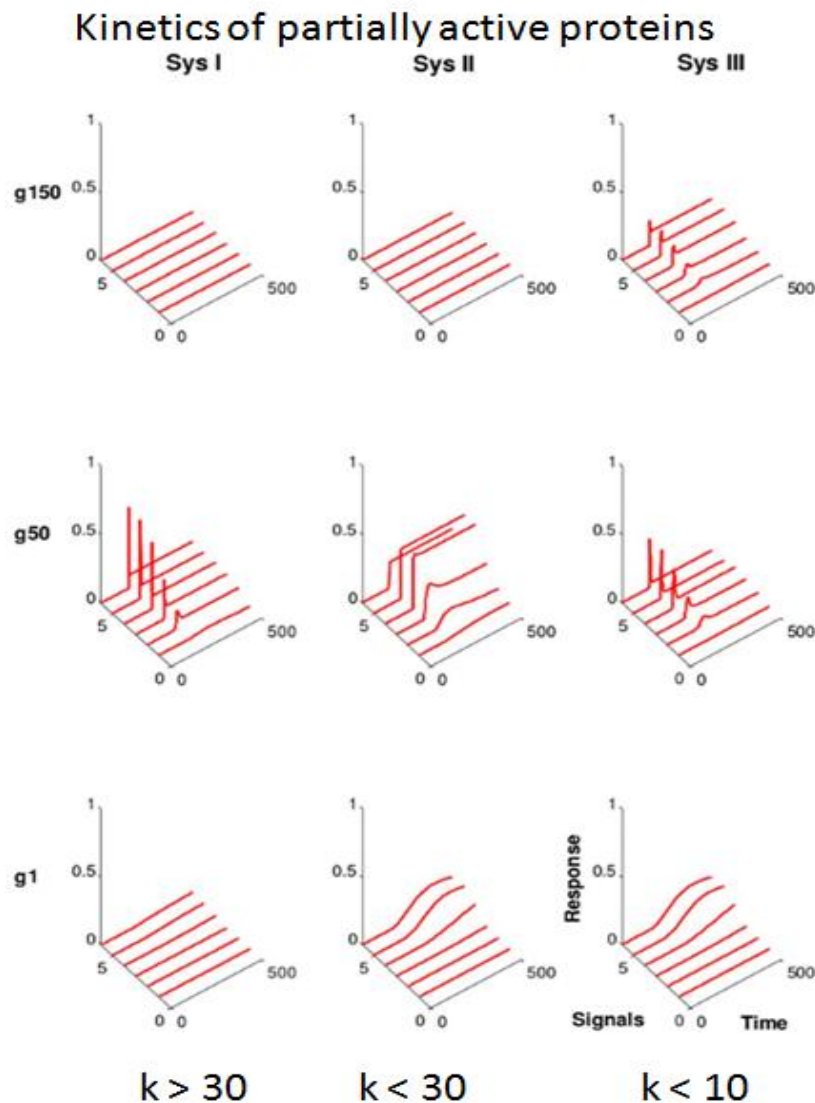 Kinetics of partially active proteins
Sys I Sys II Sys III
g150
1 0.5 0 5 0 0 500
1 0.5 0 5 0 0 500
1 0.5 0 5 0 0 500
g50
1 0.5 0 5 0 0 500
1 0.5 0 5 0 0 500
1 0.5 0 5 0 0 500
g1
1 0.5 0 5 0 0 500
1 0.5 0 5 0 0 500
Response 1 0.5 0 5 0 0 500
Signals Time
k > 30 k < 30 k < 10